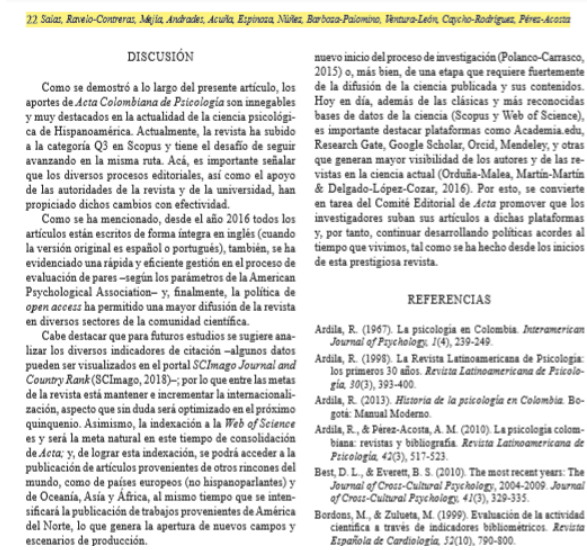 22 Salas, Ravelo-Contreras, Mejía, Andrades, Acuña, Espinoza, Núñez, Barboza-Palomino, Ventura-León, Caycho-Rodríguez, Pérez-Acosta
DISCUSIÓN
Como se demostró a lo largo del presente artículo, los
aportes de Acta Colombiana de Psicología son innegables
y muy destacados en la actualidad de la ciencia psicológi-
ca de Hispanoamérica. Actualmente, la revista ha subido
a la categoría Q3 en Scopus y tiene el desafío de seguir
avanzando en la misma ruta. Acá, es importante señalar
que los diversos procesos editoriales, así como el apoyo
de las autoridades de la revista y de la universidad, han
propiciado dichos cambios con efectividad.
Como se ha mencionado, desde el año 2016 todos los
artículos están escritos de forma íntegra en inglés (cuando
la versión original es español o portugués), también, se ha
evidenciado una rápida y eficiente gestión en el proceso de
evaluación de pares –según los parámetros de la American
Psychological Association– y, finalmente, la política de
open access ha permitido una mayor difusión de la revista
en diversos sectores de la comunidad científica.
Cabe destacar que para futuros estudios se sugiere ana-
lizar los diversos indicadores de citación –algunos datos
pueden ser visualizados en el portal SCImago Journal and
Country Rank (SCImago, 2018)–; por lo que entre las metas
de la revista está mantener e incrementar la internacionali-
zación, aspecto que sin duda será optimizado en el próximo
quinquenio. Asimismo, la indexación a la Web of Science
es y será la meta natural en este tiempo de consolidación
de Acta; y, de lograr esta indexación, se podrá acceder a la
publicación de artículos provenientes de otros rincones del
mundo, como de países europeos (no hispanoparlantes) y
de Oceanía, Asía y África, al mismo tiempo que se inten-
sificará la publicación de trabajos provenientes de América
del Norte, lo que genera la apertura de nuevos campos y
escenarios de producción.
nuevo inicio del proceso de investigación (Polanco-Carrasco,
2015) o, más bien, de una etapa que requiere fuertemente
de la difusión de la ciencia publicada y sus contenidos.
Hoy en día, además de las clásicas y más reconocidas
bases de datos de la ciencia (Scopus y Web of Science),
es importante destacar plataformas como Academia.edu,
Research Gate, Google Scholar, Orcid, Mendeley, y otras
que generan mayor visibilidad de los autores y de las re-
vistas en la ciencia actual (Orduña-Malea, Martín-Martín
& Delgado-López-Cozar, 2016). Por esto, se convierte
en tarea del Comité Editorial de Acta promover que los
investigadores suban sus artículos a dichas plataformas
y, por tanto, continuar desarrollando políticas acordes al
tiempo que vivimos, tal como se ha hecho desde los inicios
de esta prestigiosa revista.
REFERENCIAS
Ardila, R. (1967). La psicología en Colombia. Interamerican
Journal of Psychology, 1(4), 239-249.
Ardila, R. (1998). La Revista Latinoamericana de Psicología:
los primeros 30 años. Revista Latinoamericana de Psicolo-
gía, 30(3), 393-400.
Ardila, R. (2013). Historia de la psicología en Colombia. Bo-
gotá: Manual Moderno.
Ardila, R., & Pérez-Acosta, A. M. (2010). La psicología colom-
biana: revistas y bibliografía. Revista Latinoamericana de
Psicología, 42(3), 517-523.
Best, D. L., & Everett, B. S. (2010). The most recent years: The
Journal of Cross-Cultural Psychology, 2004-2009. Journal
of Cross-Cultural Psychology, 41(3), 329-335.
Bordons, M., & Zulueta, M. (1999). Evaluación de la actividad
científica a través de indicadores bibliométricos. Revista
Española de Cardiología, 52(10), 790-800.